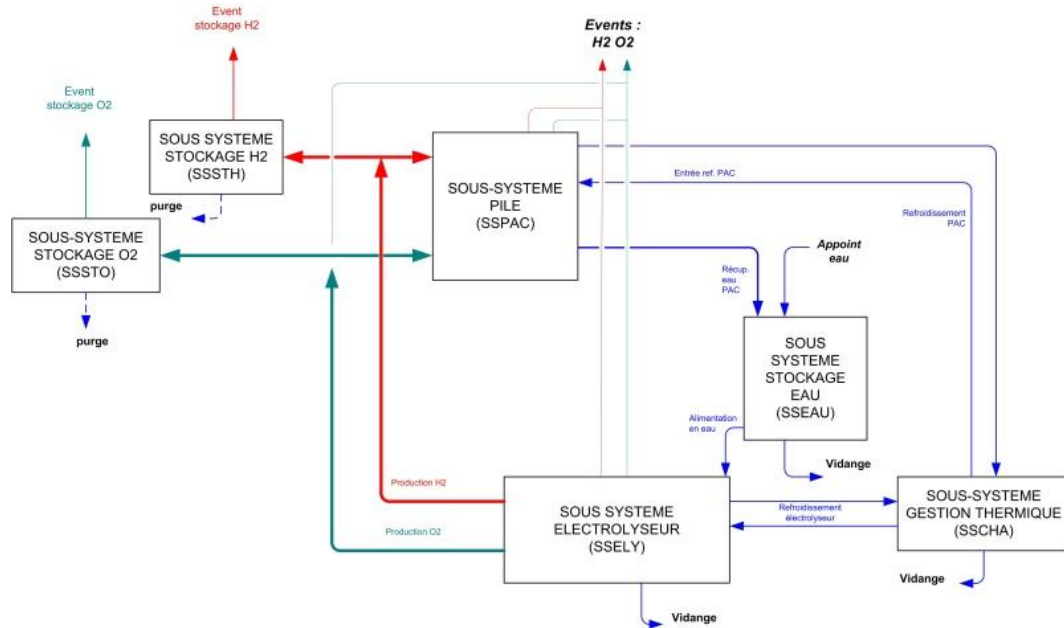 Event
stockage H2
Events :
H2 O2
Event
stockage O2
SOUS SYSTEME
STOCKAGE H2
(SSSTH)
purge
SOUS-SYSTEME
STOCKAGE O2
(SSSTO)
purge
SOUS-SYSTEME
PILE
(SSPAC)
Entrée ref. PAC
Refroidissement
PAC
Appoint
eau
Récup.
eau
PAC
SOUS
SYSTEME
STOCKAGE
EAU
(SSEAU)
Alimentation
en eau
Vidange
Production H2
Production O2
SOUS SYSTEME
ELECTROLYSEUR
(SSELY)
Refroidissement
électrolyseur
SOUS-SYSTEME
GESTION THERMIQUE
(SSCHA)
Vidange
Vidange